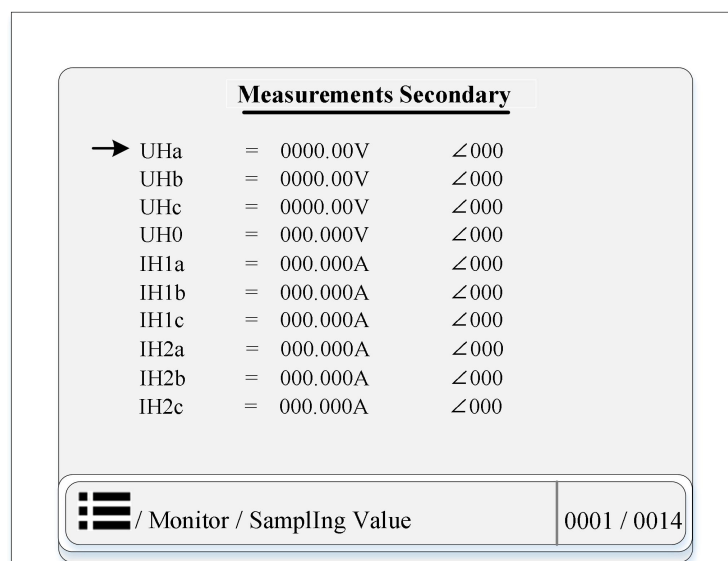 Measurements Secondary
→ UHa = 0000.00V ∠000
UHb = 0000.00V ∠000
UHc = 0000.00V ∠000
UH0 = 000.000V ∠000
IH1a = 000.000A ∠000
IH1b = 000.000A ∠000
IH1c = 000.000A ∠000
IH2a = 000.000A ∠000
IH2b = 000.000A ∠000
IH2c = 000.000A ∠000
/ Monitor / SamplIng Value 0001 / 0014